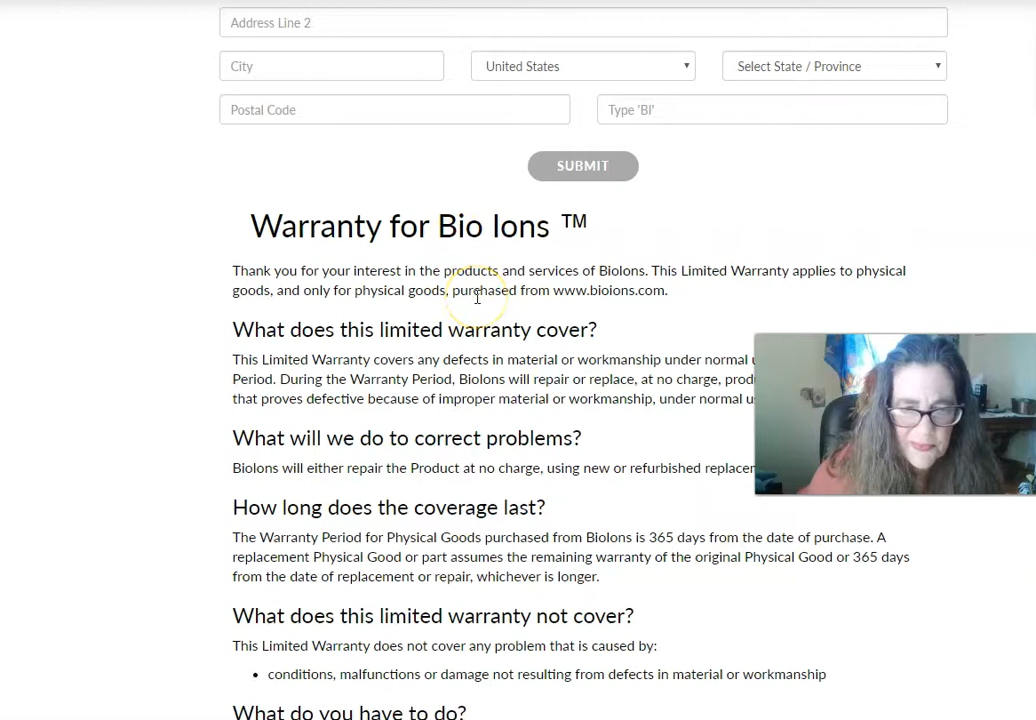 Address Line 2
City United States Select State / Province
Postal Code Type 'BI'
SUBMIT
Warranty for Bio Ions ™
Thank you for your interest in the products and services of BioIons. This Limited Warranty applies to physical
goods, and only for physical goods, purchased from www.bioions.com.
What does this limited warranty cover?
This Limited Warranty covers any defects in material or workmanship under normal
Period. During the Warranty Period, BioIons will repair or replace, at no charge,
that proves defective because of improper material or workmanship, under normal
What will we do to correct problems?
BioIons will either repair the Product at no charge, using new or refurbished
How long does the coverage last?
The Warranty Period for Physical Goods purchased from BioIons is 365 days from the date of purchase. A
replacement Physical Good or part assumes the remaining warranty of the original Physical Good or 365 days
from the date of replacement or repair, whichever is longer.
What does this limited warranty not cover?
This Limited Warranty does not cover any problem that is caused by:
• conditions, malfunctions or damage not resulting from defects in material or workmanship
What do you have to do?